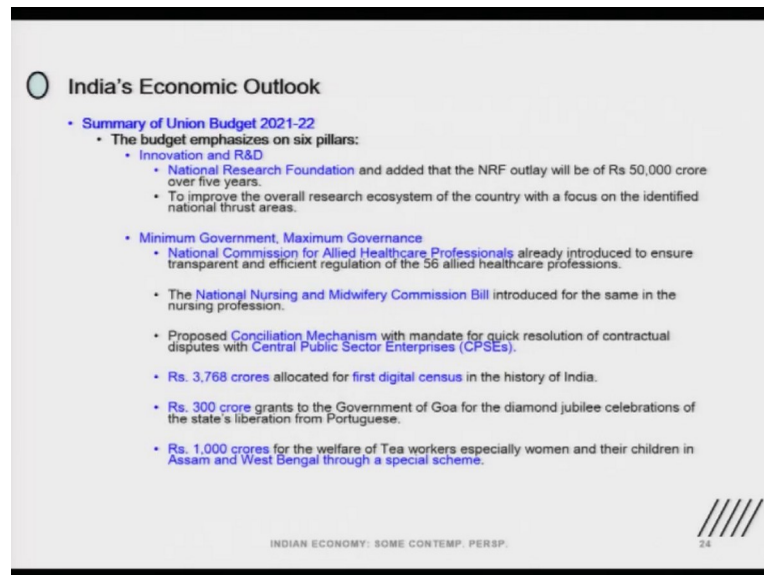 India's Economic Outlook
• Summary of Union Budget 2021-22
• The budget emphasizes on six pillars:
• Innovation and R&D
• National Research Foundation and added that the NRF outlay will be of Rs 50,000 crore
over five years.
• To improve the overall research ecosystem of the country with a focus on the identified
national thrust areas.
• Minimum Government, Maximum Governance
• National Commission for Allied Healthcare Professionals already introduced to ensure
transparent and efficient regulation of the 56 allied healthcare professions.
• The National Nursing and Midwifery Commission Bill introduced for the same in the
nursing profession.
• Proposed Conciliation Mechanism with mandate for quick resolution of contractual
disputes with Central Public Sector Enterprises (CPSEs).
• Rs. 3,768 crores allocated for first digital census in the history of India.
• Rs. 300 crore grants to the Government of Goa for the diamond jubilee celebrations of
the state's liberation from Portuguese.
• Rs. 1,000 crores for the welfare of Tea workers especially women and their children in
Assam and West Bengal through a special scheme.
INDIAN ECONOMY: SOME CONTEMP. PERSP.
24